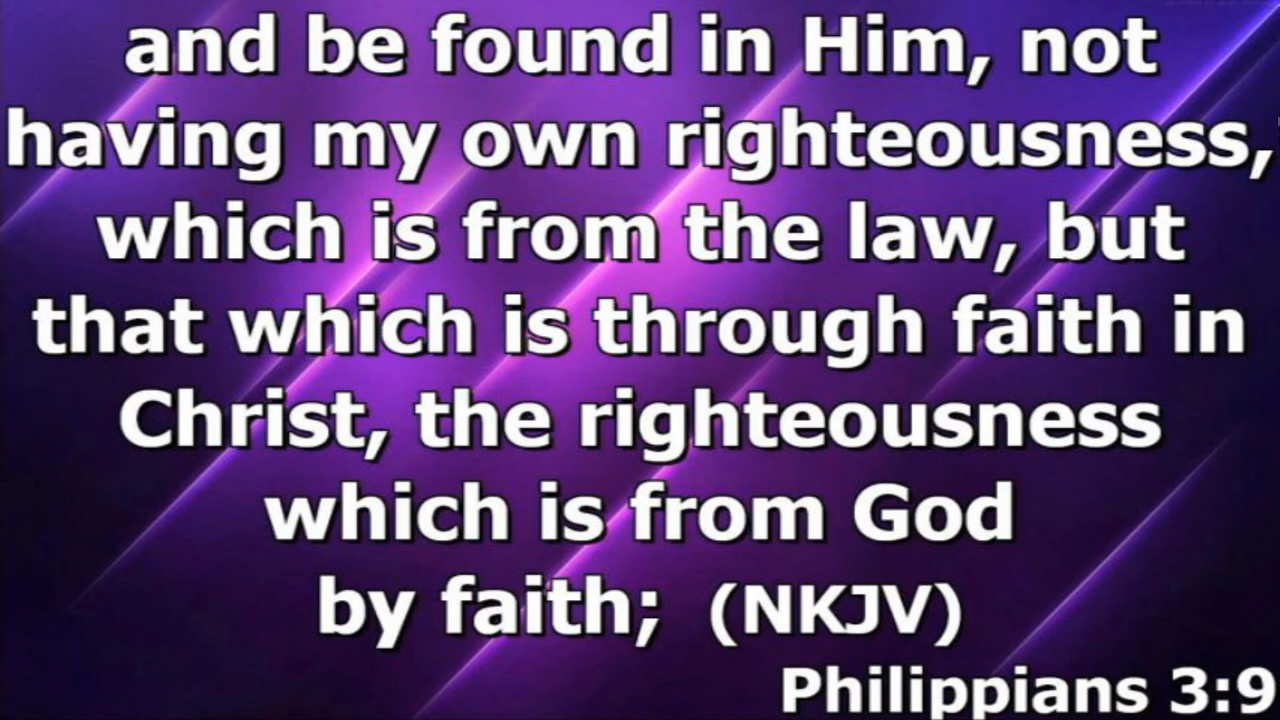 and be found in Him, not
having my own righteousness,
which is from the law, but
that which is through faith in
Christ, the righteousness
which is from God
by faith; (NKJV)
Philippians 3:9